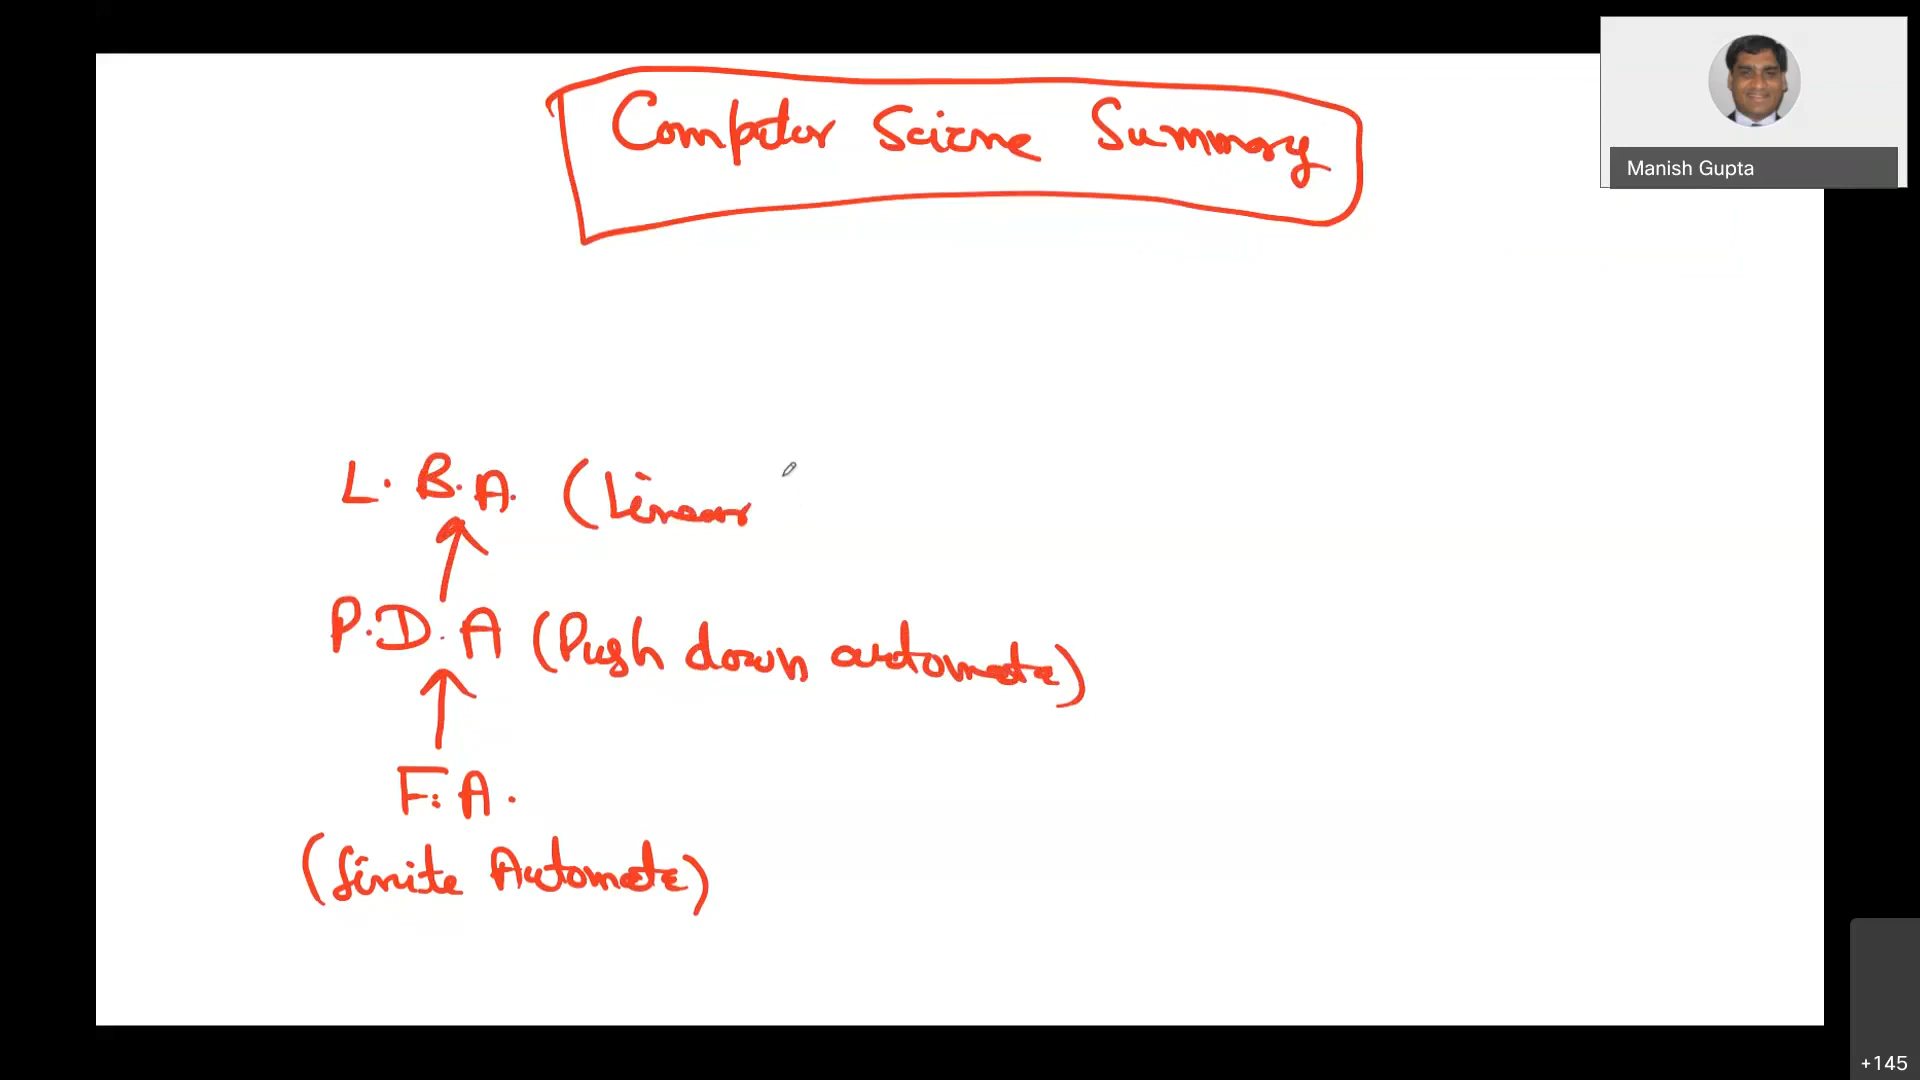 Computer Science Summary
Manish Gupta
L. B. A. (Linear
P. D. A (Push down automata)
F. A.
(finite Automata)
+145